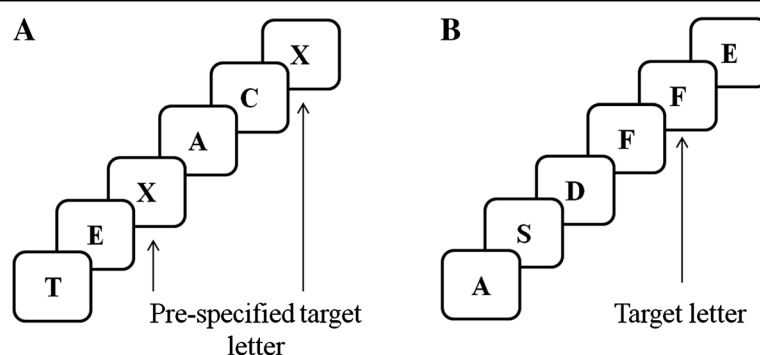 A
X
C
A
X
E
T
Pre-specified target
letter
B
E
F
F
D
S
A
Target letter